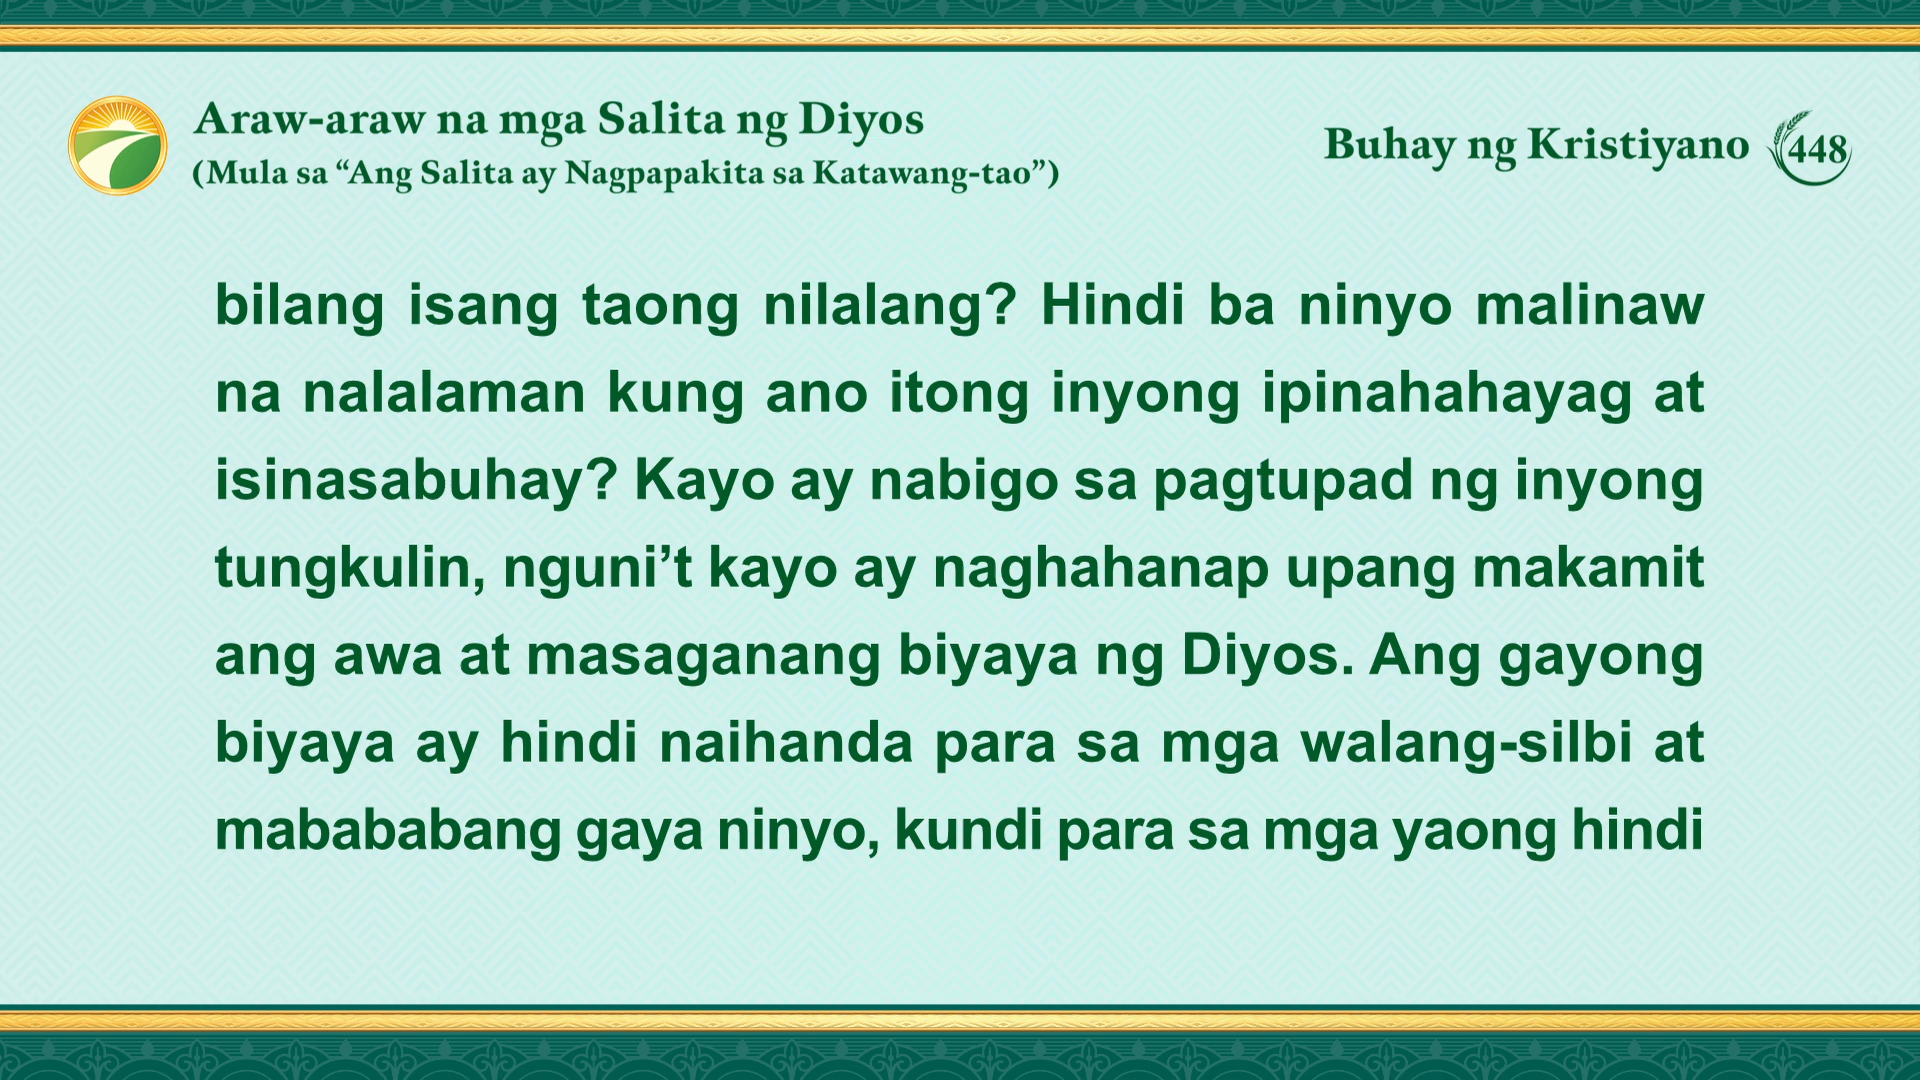 Araw-araw na mga Salita ng Diyos
(Mula sa “Ang Salita ay Nagpapakita sa Katawang-tao”)
Buhay ng Kristiyano 448
bilang isang taong nilalang? Hindi ba ninyo malinaw
na nalalaman kung ano itong inyong ipinahahayag at
isinasabuhay? Kayo ay nabigo sa pagtupad ng inyong
tungkulin, nguni’t kayo ay naghahanap upang makamit
ang awa at masaganang biyaya ng Diyos. Ang gayong
biyaya ay hindi naihanda para sa mga walang-silbi at
mabababang gaya ninyo, kundi para sa mga yaong hindi